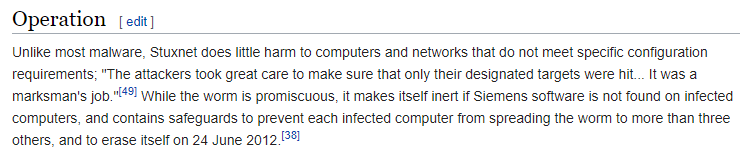 Operation [ edit ]
Unlike most malware, Stuxnet does little harm to computers and networks that do not meet specific configuration
requirements; "The attackers took great care to make sure that only their designated targets were hit... It was a
marksman's job."[49] While the worm is promiscuous, it makes itself inert if Siemens software is not found on infected
computers, and contains safeguards to prevent each infected computer from spreading the worm to more than three
others, and to erase itself on 24 June 2012.[38]